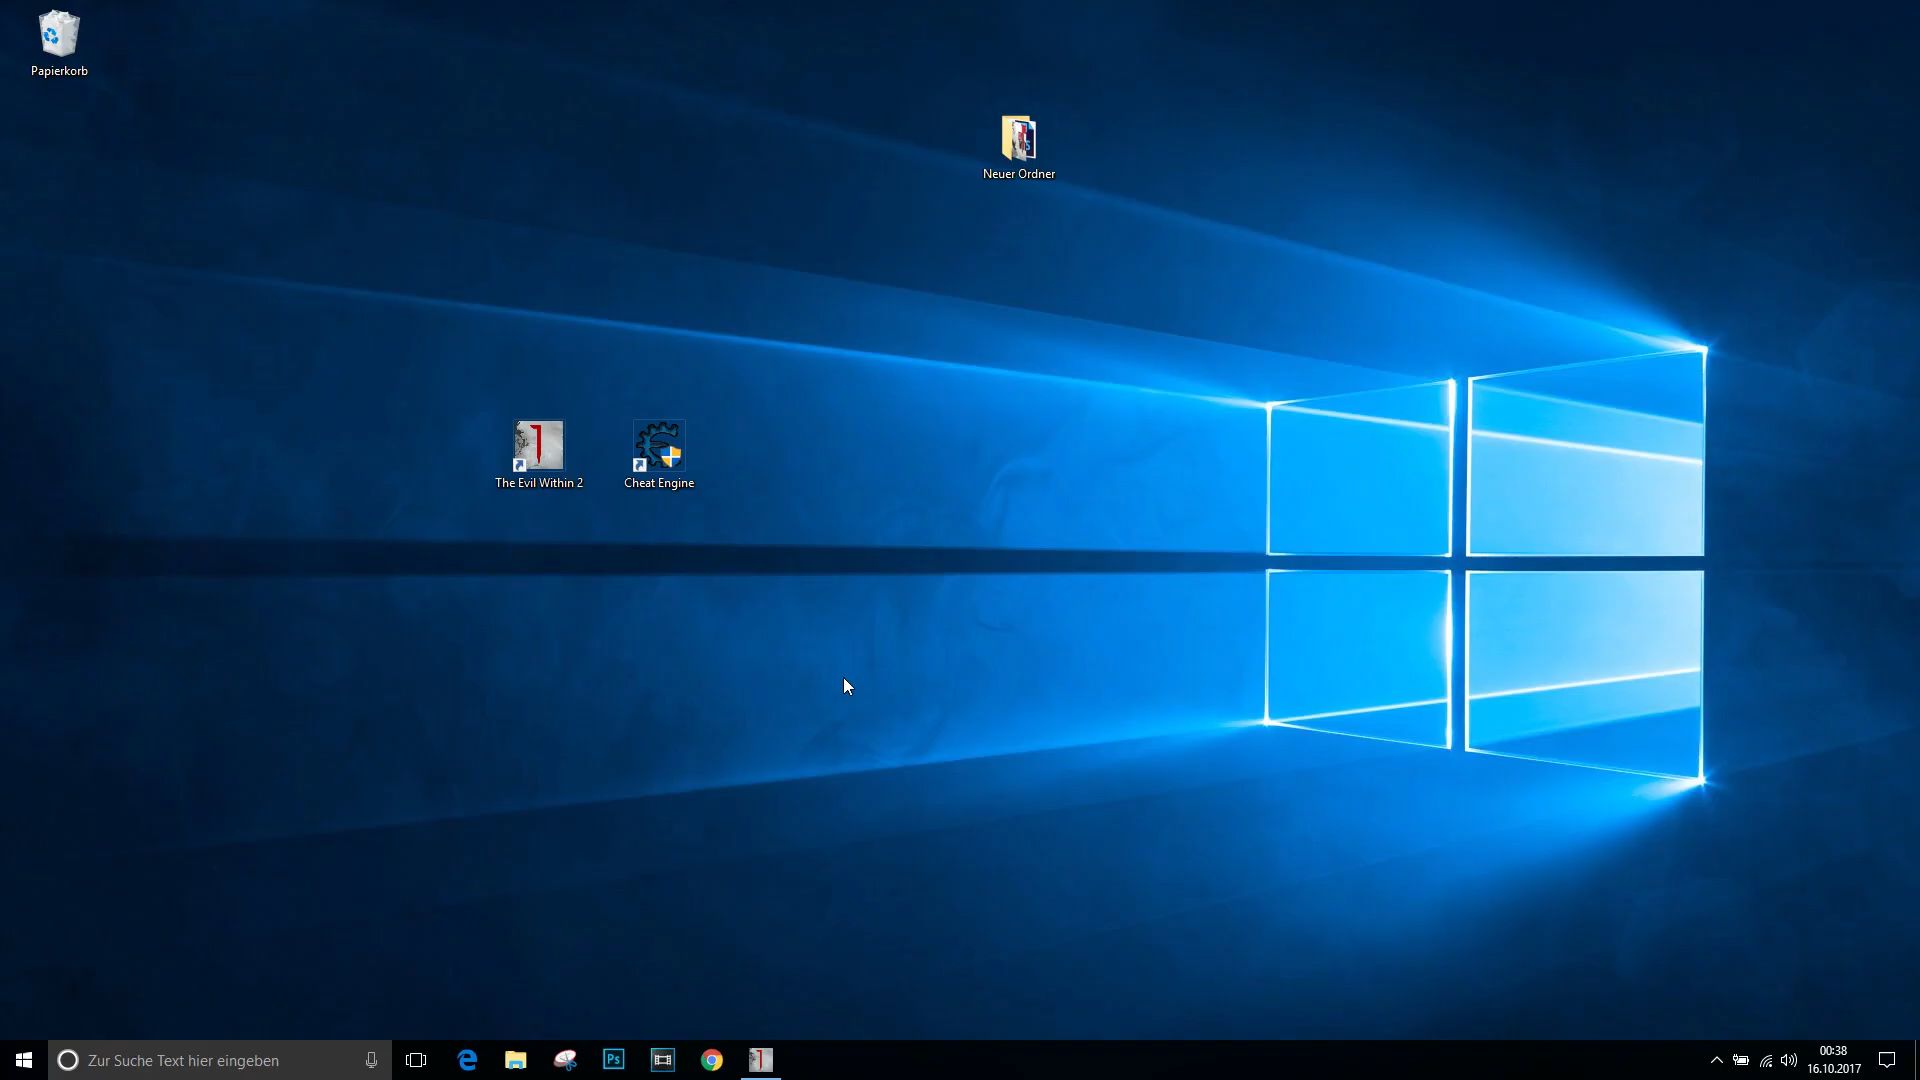 Papierkorb
Neuer Ordner
The Evil Within 2
Cheat Engine
Zur Suche Text hier eingeben
Ps
00:38
16.10.2017